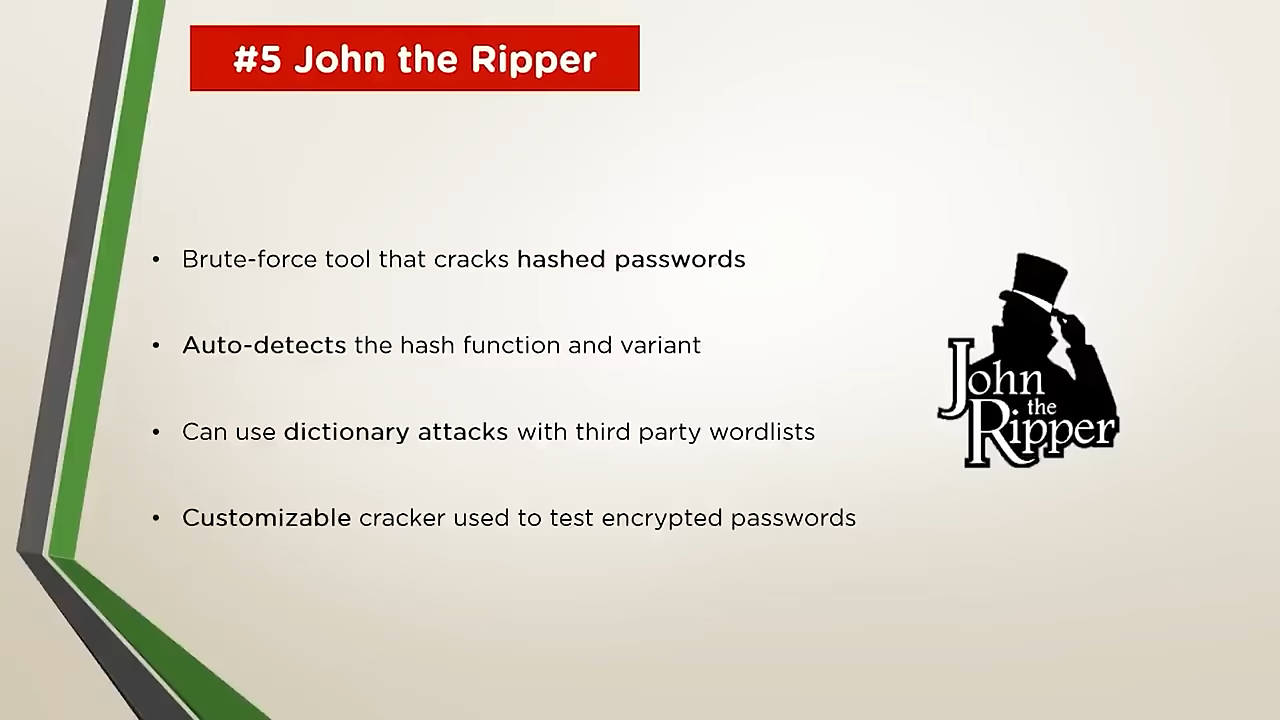 #5 John the Ripper
• Brute-force tool that cracks hashed passwords
• Auto-detects the hash function and variant
• Can use dictionary attacks with third party wordlists
• Customizable cracker used to test encrypted passwords
John
the
Ripper